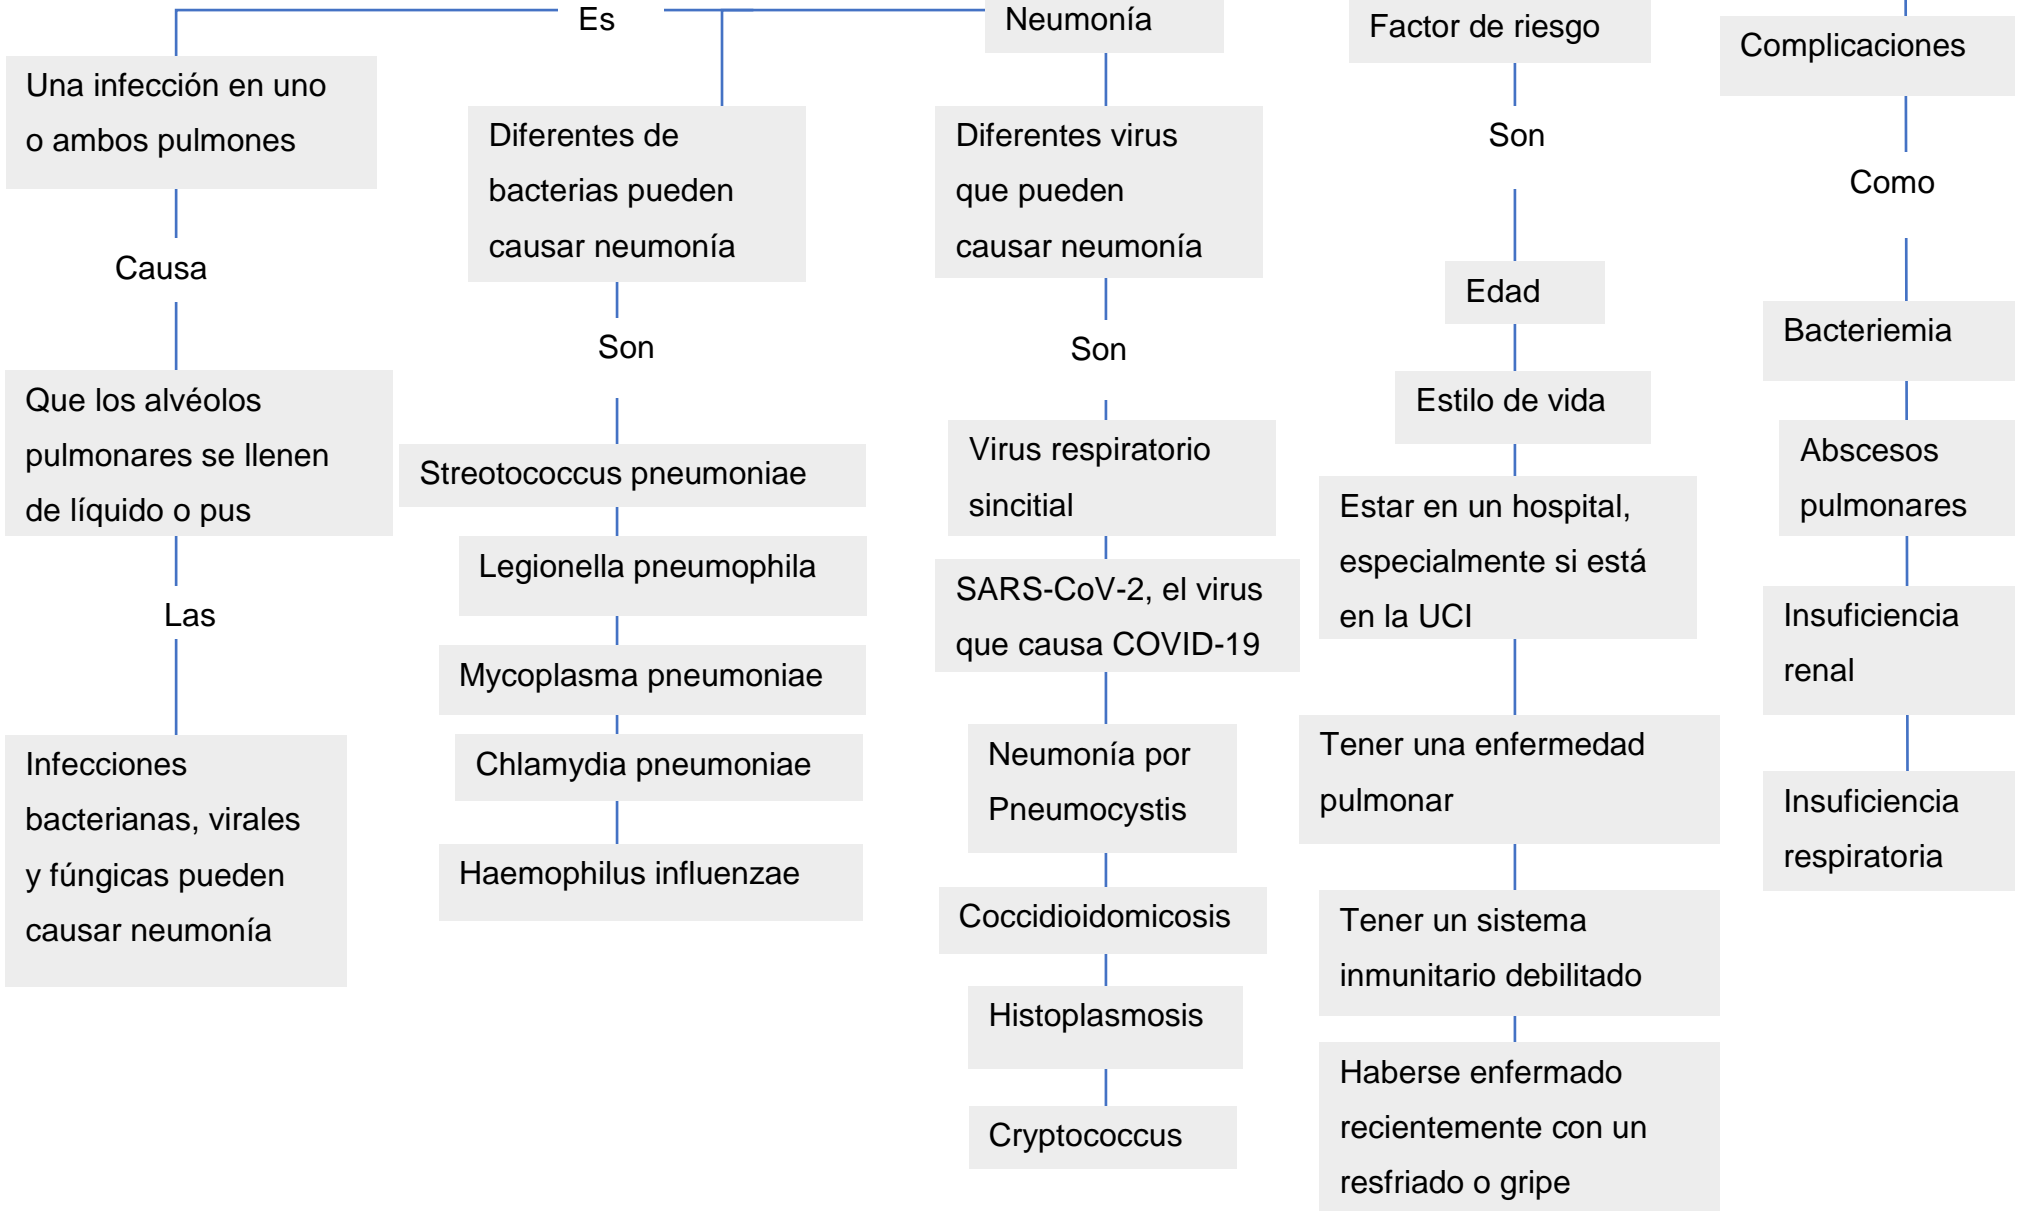 Es
Una infección en uno
o ambos pulmones
Causa
Que los alvéolos
pulmonares se llenen
de líquido o pus
Las
Infecciones
bacterianas, virales
y fúngicas pueden
causar neumonía
Diferentes de
bacterias pueden
causar neumonía
Son
Streotococcus pneumoniae
Legionella pneumophila
Mycoplasma pneumoniae
Chlamydia pneumoniae
Haemophilus influenzae
Neumonía
Diferentes virus
que pueden
causar neumonía
Son
Virus respiratorio
sincitial
SARS-CoV-2, el virus
que causa COVID-19
Neumonía por
Pneumocystis
Coccidioidomicosis
Histoplasmosis
Cryptococcus
Factor de riesgo
Son
Edad
Estilo de vida
Estar en un hospital,
especialmente si está
en la UCI
Tener una enfermedad
pulmonar
Tener un sistema
inmunitario debilitado
Haberse enfermado
recientemente con un
resfriado o gripe
Complicaciones
Como
Bacteriemia
Abscesos
pulmonares
Insuficiencia
renal
Insuficiencia
respiratoria